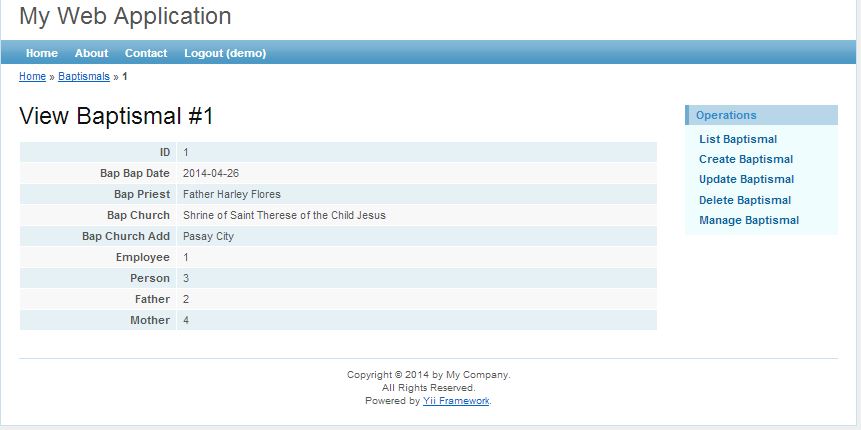 My Web Application
Home About Contact Logout (demo)
Home » Baptismals » 1
View Baptismal #1
ID 1
Bap Bap Date 2014-04-26
Bap Priest Father Harley Flores
Bap Church Shrine of Saint Therese of the Child Jesus
Bap Church Add Pasay City
Employee 1
Person 3
Father 2
Mother 4
Operations
List Baptismal
Create Baptismal
Update Baptismal
Delete Baptismal
Manage Baptismal
Copyright © 2014 by My Company.
All Rights Reserved.
Powered by Yii Framework.